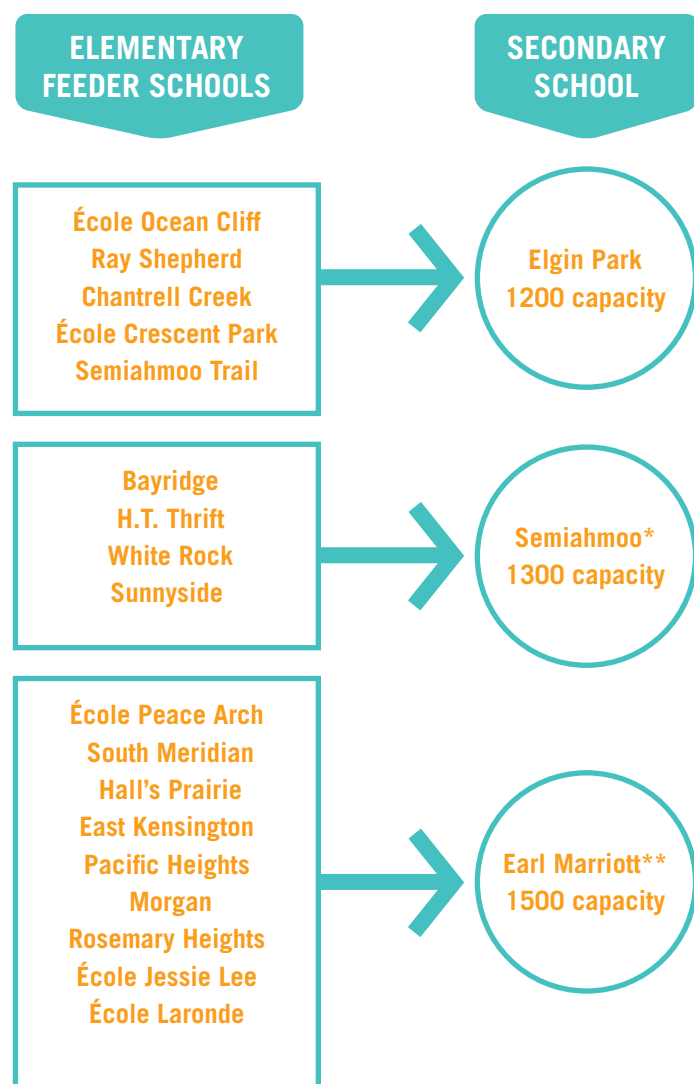 ELEMENTARY
FEEDER SCHOOLS
SECONDARY
SCHOOL
École Ocean Cliff
Ray Shepherd
Chantrell Creek
École Crescent Park
Semiahmoo Trail
Elgin Park
1200 capacity
Bayridge
H.T. Thrift
White Rock
Sunnyside
Semiahmoo*
1300 capacity
École Peace Arch
South Meridian
Hall's Prairie
East Kensington
Pacific Heights
Morgan
Rosemary Heights
École Jessie Lee
École Laronde
Earl Marriott**
1500 capacity